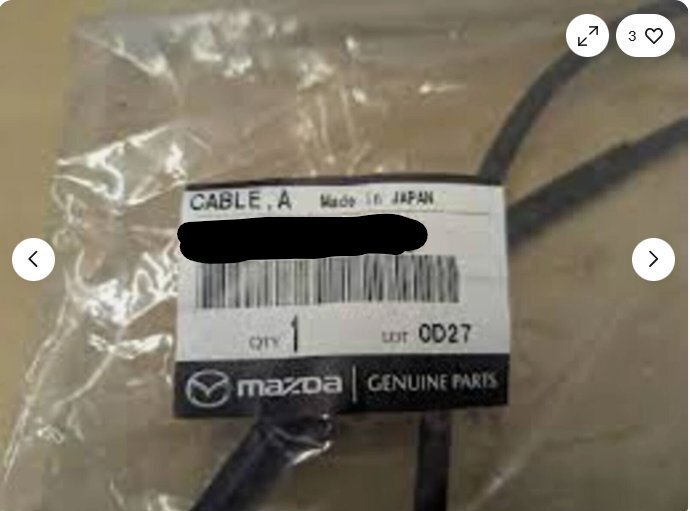 3
CABLE, A Made in JAPAN
QTY 1 LOT 0D27
mazda GENUINE PARTS